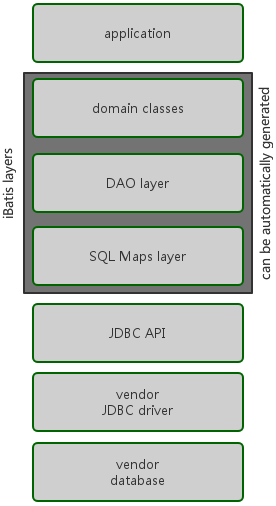 application
iBatis layers
domain classes
DAO layer
SQL Maps layer
can be automatically generated
JDBC API
vendor
JDBC driver
vendor
database